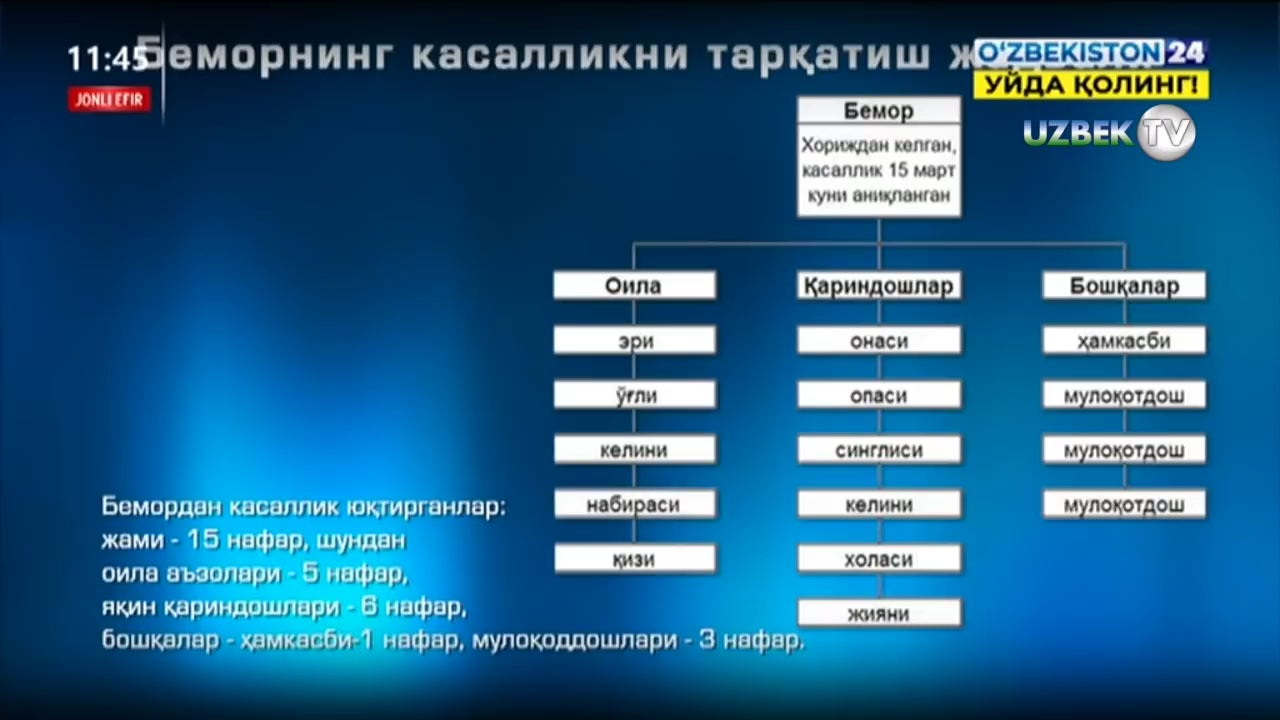 11:45
JONLI EFIR
Беморнинг касалликни тарқатиш
O'ZBEKISTON 24
УЙДА ҚОЛИНГ!
UZBEK TV
Бемор
Хориждан келган,
касаллик 15 март
куни аниқланган
Оила
эри
ўғли
келини
набираси
қизи
Қариндошлар
онаси
опаси
синглиси
келини
холаси
жияни
Бошқалар
ҳамкасби
мулоқотдош
мулоқотдош
мулоқотдош
Бемордан касаллик юқтирганлар:
жами - 15 нафар, шундан
оила аъзолари - 5 нафар,
яқин қариндошлари - 6 нафар,
бошқалар - ҳамкасби-1 нафар, мулоқоддошлари - 3 нафар.